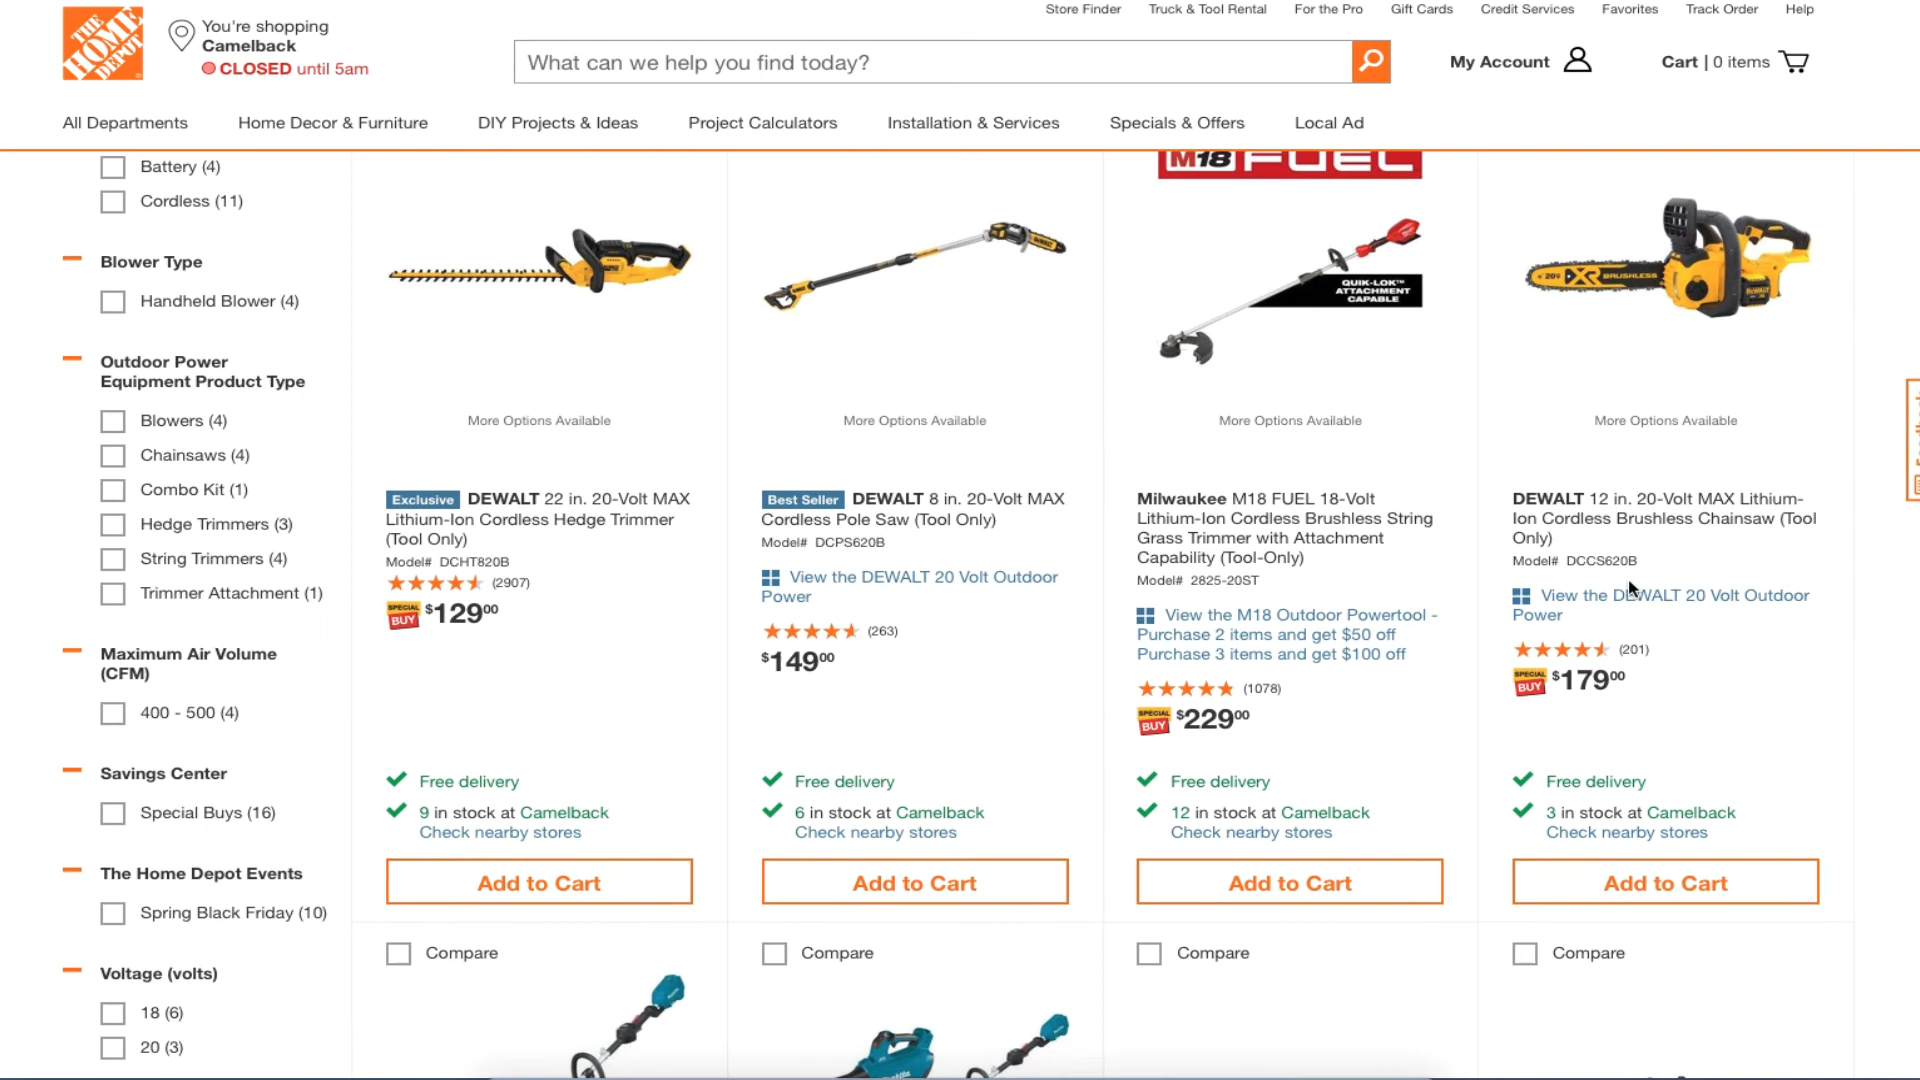 Store Finder
Truck & Tool Rental
For the Pro
Gift Cards
Credit Services
Favorites
Track Order
Help
THE HOME DEPOT
You're shopping
Camelback
CLOSED until 5am
What can we help you find today?
My Account
Cart | 0 items
All Departments
Home Decor & Furniture
DIY Projects & Ideas
Project Calculators
Installation & Services
Specials & Offers
Local Ad
Battery (4)
Cordless (11)
Blower Type
Handheld Blower (4)
Outdoor Power
Equipment Product Type
Blowers (4)
Chainsaws (4)
Combo Kit (1)
Hedge Trimmers (3)
String Trimmers (4)
Trimmer Attachment (1)
Maximum Air Volume
(CFM)
400 - 500 (4)
Savings Center
Special Buys (16)
The Home Depot Events
Spring Black Friday (10)
Voltage (volts)
18 (6)
20 (3)
More Options Available
Exclusive DEWALT 22 in. 20-Volt MAX
Lithium-Ion Cordless Hedge Trimmer
(Tool Only)
Model# DCHT820B
(2907)
SPECIAL BUY $129 00
Free delivery
9 in stock at Camelback
Check nearby stores
Add to Cart
Compare
DEWALT
More Options Available
Best Seller DEWALT 8 in. 20-Volt MAX
Cordless Pole Saw (Tool Only)
Model# DCPS620B
View the DEWALT 20 Volt Outdoor
Power
(263)
$149 00
Free delivery
6 in stock at Camelback
Check nearby stores
Add to Cart
Compare
M18 FUEL
QUIK-LOK™
ATTACHMENT
CAPABLE
More Options Available
Milwaukee M18 FUEL 18-Volt
Lithium-Ion Cordless Brushless String
Grass Trimmer with Attachment
Capability (Tool-Only)
Model# 2825-20ST
View the M18 Outdoor Powertool -
Purchase 2 items and get $50 off
Purchase 3 items and get $100 off
(1078)
SPECIAL BUY $229 00
Free delivery
12 in stock at Camelback
Check nearby stores
Add to Cart
Compare
20V XR BRUSHLESS
DEWALT
More Options Available
DEWALT 12 in. 20-Volt MAX Lithium-
Ion Cordless Brushless Chainsaw (Tool
Only)
Model# DCCS620B
View the DEWALT 20 Volt Outdoor
Power
(201)
SPECIAL BUY $179 00
Free delivery
3 in stock at Camelback
Check nearby stores
Add to Cart
Compare